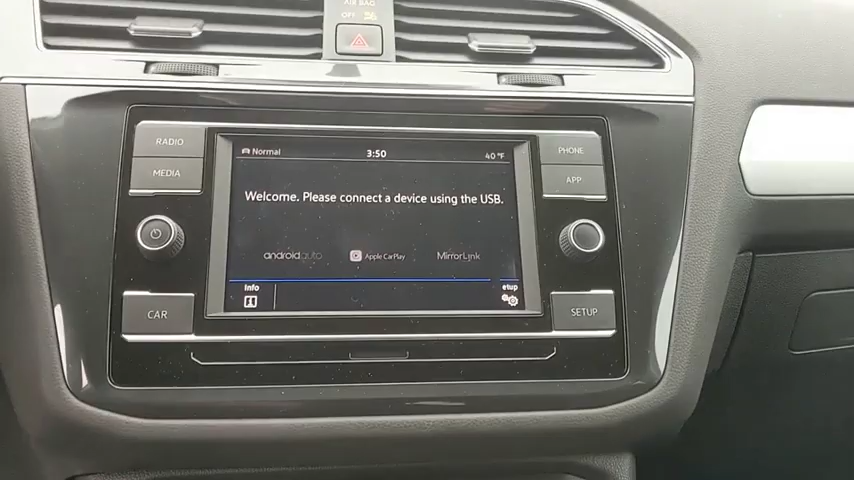 AIR BAG
OFF
RADIO
MEDIA
PHONE
APP
Normal
3:50
40 °F
Welcome. Please connect a device using the USB.
androidauto
Apple CarPlay
MirrorLink
Info
etup
CAR
SETUP